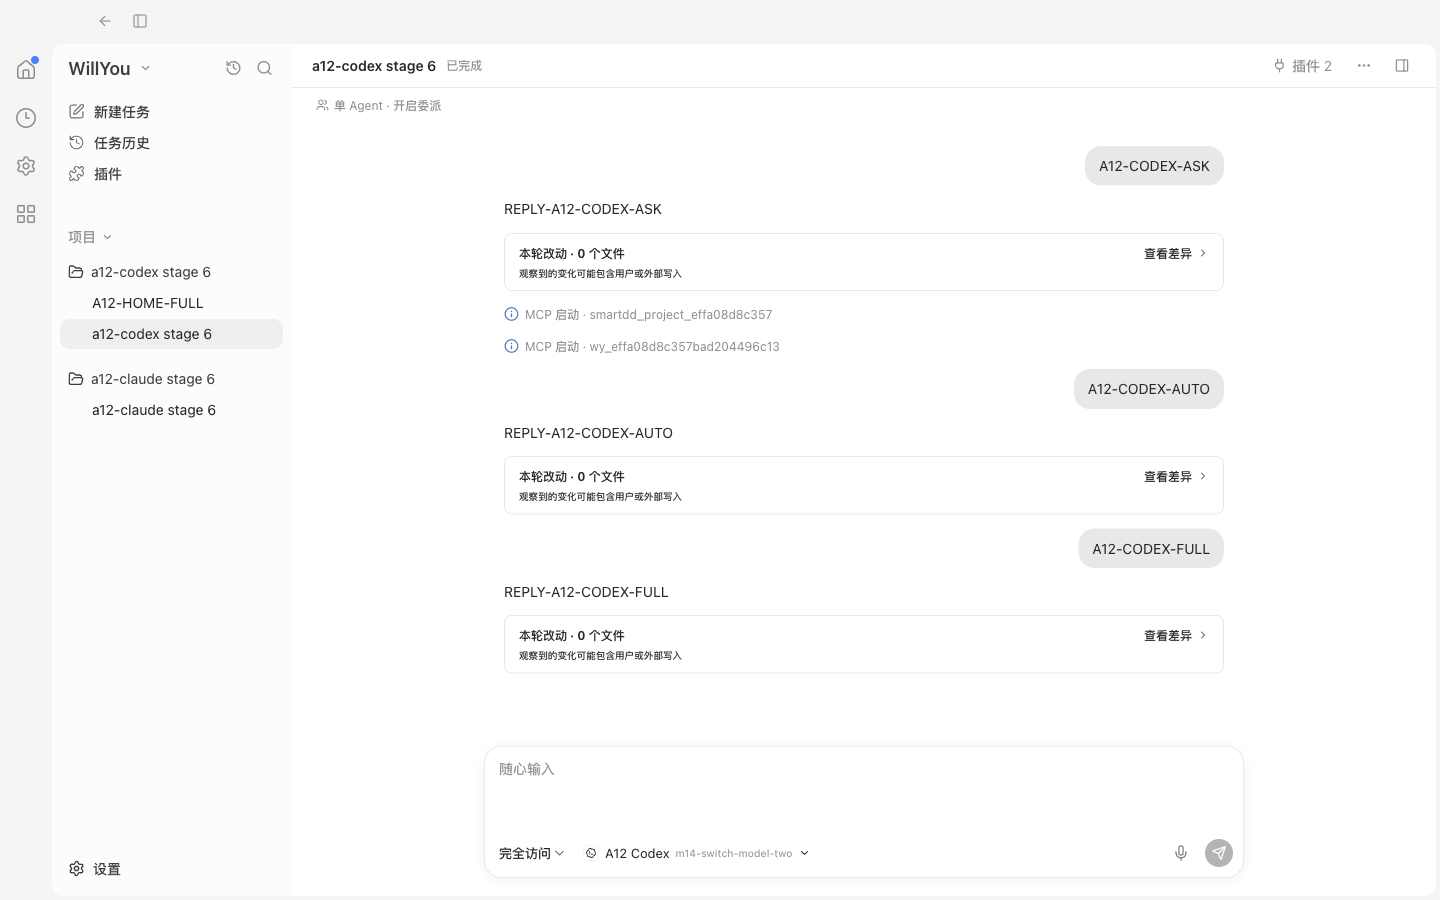 WillYou
新建任务
任务历史
插件
项目
a12-codex stage 6
A12-HOME-FULL
a12-codex stage 6
a12-claude stage 6
a12-claude stage 6
设置
a12-codex stage 6 已完成
插件 2
单 Agent · 开启委派
A12-CODEX-ASK
REPLY-A12-CODEX-ASK
本轮改动 · 0 个文件 查看差异
观察到的变化可能包含用户或外部写入
MCP 启动 · smartdd_project_effa08d8c357
MCP 启动 · wy_effa08d8c357bad204496c13
A12-CODEX-AUTO
REPLY-A12-CODEX-AUTO
本轮改动 · 0 个文件 查看差异
观察到的变化可能包含用户或外部写入
A12-CODEX-FULL
REPLY-A12-CODEX-FULL
本轮改动 · 0 个文件 查看差异
观察到的变化可能包含用户或外部写入
随心输入
完全访问 A12 Codex m14-switch-model-two